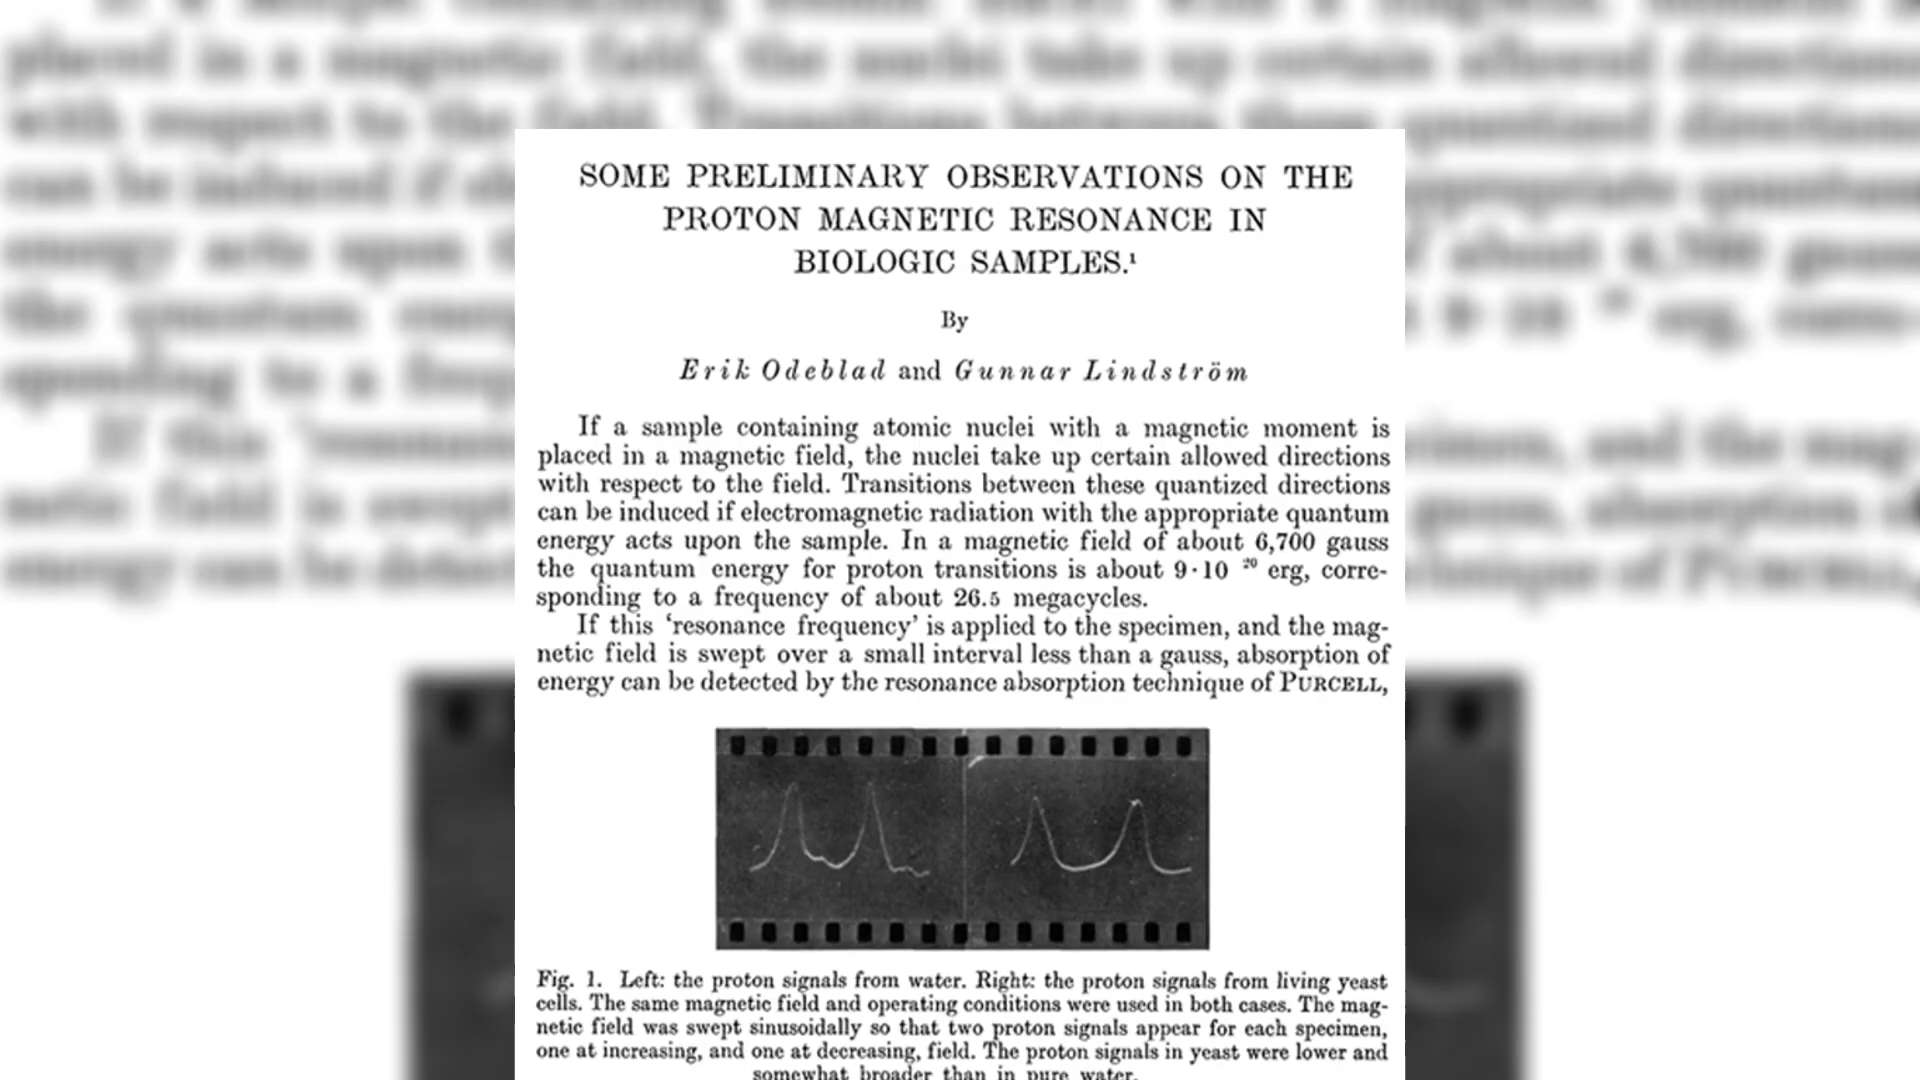 SOME PRELIMINARY OBSERVATIONS ON THE
PROTON MAGNETIC RESONANCE IN
BIOLOGIC SAMPLES.¹
By
Erik Odeblad and Gunnar Lindström
If a sample containing atomic nuclei with a magnetic moment is
placed in a magnetic field, the nuclei take up certain allowed directions
with respect to the field. Transitions between these quantized directions
can be induced if electromagnetic radiation with the appropriate quantum
energy acts upon the sample. In a magnetic field of about 6,700 gauss
the quantum energy for proton transitions is about 9·10 ²⁰ erg, corre-
sponding to a frequency of about 26.5 megacycles.
If this ‘resonance frequency’ is applied to the specimen, and the mag-
netic field is swept over a small interval less than a gauss, absorption of
energy can be detected by the resonance absorption technique of PURCELL,
Fig. 1. Left: the proton signals from water. Right: the proton signals from living yeast
cells. The same magnetic field and operating conditions were used in both cases. The mag-
netic field was swept sinusoidally so that two proton signals appear for each specimen,
one at increasing, and one at decreasing, field. The proton signals in yeast were lower and
somewhat broader than in pure water.